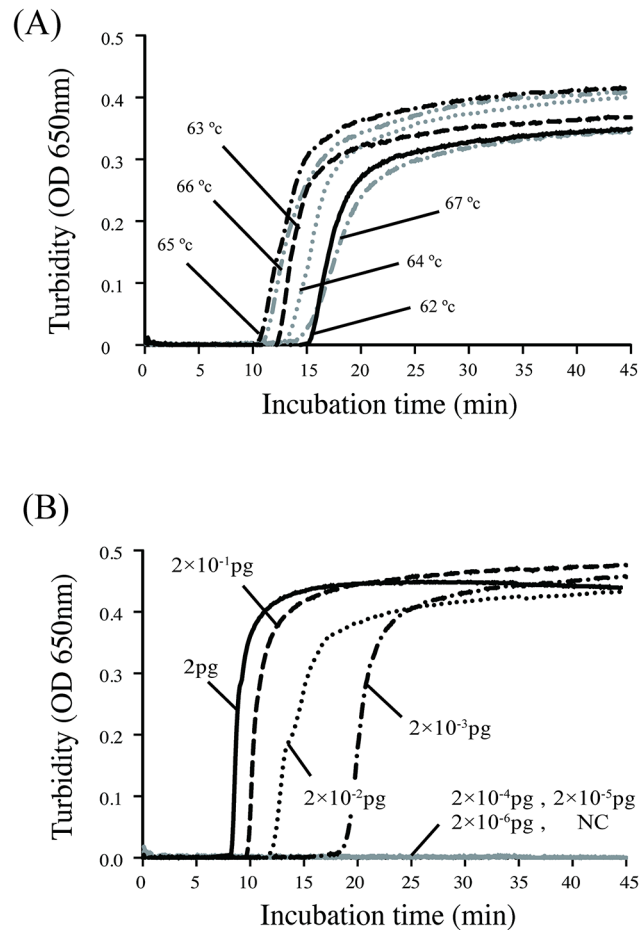 (A)
Turbidity (OD 650nm)
0.5
0.4
0.3
0.2
0.1
0
63 ºc
66 ºc
65 ºc
67 ºc
64 ºc
62 ºc
0 5 10 15 20 25 30 35 40 45
Incubation time (min)
(B)
Turbidity (OD 650nm)
0.5
0.4
0.3
0.2
0.1
0.0
2×10⁻¹pg
2pg
2×10⁻³pg
2×10⁻²pg
2×10⁻⁴pg , 2×10⁻⁵pg
2×10⁻⁶pg , NC
0 5 10 15 20 25 30 35 40 45
Incubation time (min)